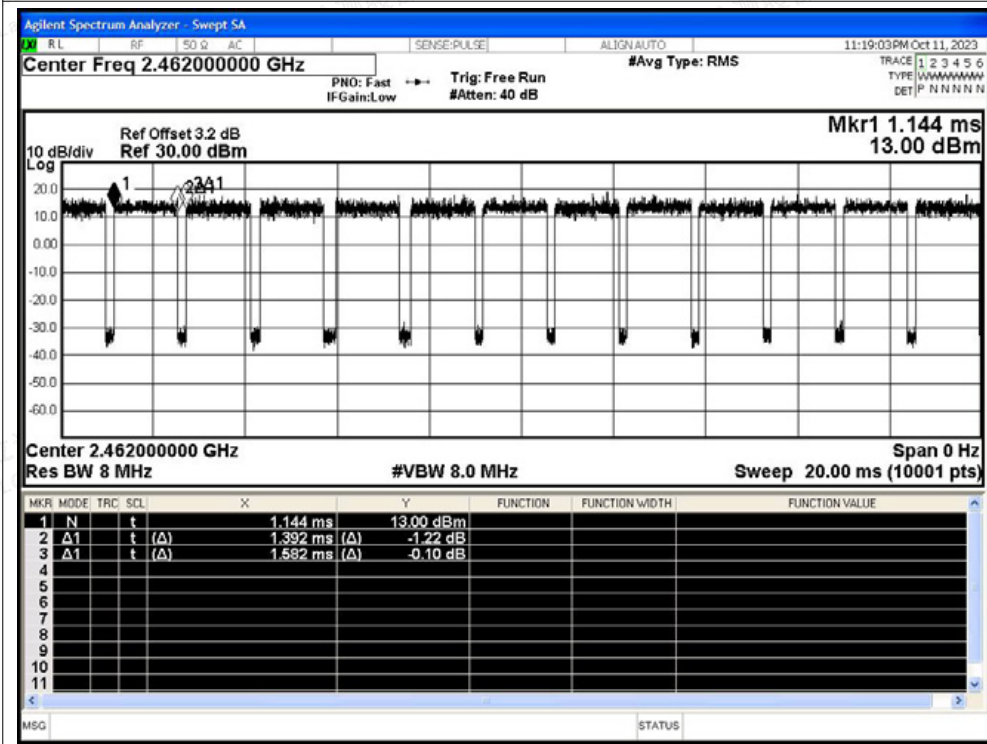 Agilent Spectrum Analyzer - Swept SA
LXI RL RF 50 Ω AC SENSE:PULSE ALIGNAUTO 11:19:03PM Oct 11, 2023
Center Freq 2.462000000 GHz #Avg Type: RMS TRACE 1 2 3 4 5 6
PNO: Fast Trig: Free Run TYPE WWWWWW
IFGain:Low #Atten: 40 dB DET P N N N N N
Mkr1 1.144 ms
Ref Offset 3.2 dB
10 dB/div Ref 30.00 dBm 13.00 dBm
Log
1
20.0
10.0
0.00
-10.0
-20.0
-30.0
-40.0
-50.0
-60.0
Center 2.462000000 GHz Span 0 Hz
Res BW 8 MHz #VBW 8.0 MHz Sweep 20.00 ms (10001 pts)
MKR MODE TRC SCL X Y FUNCTION FUNCTION WIDTH FUNCTION VALUE
1 N t 1.144 ms 13.00 dBm
2 Δ1 t (Δ) 1.392 ms (Δ) -1.22 dB
3 Δ1 t (Δ) 1.582 ms (Δ) -0.10 dB
4
5
6
7
8
9
10
11
MSG STATUS